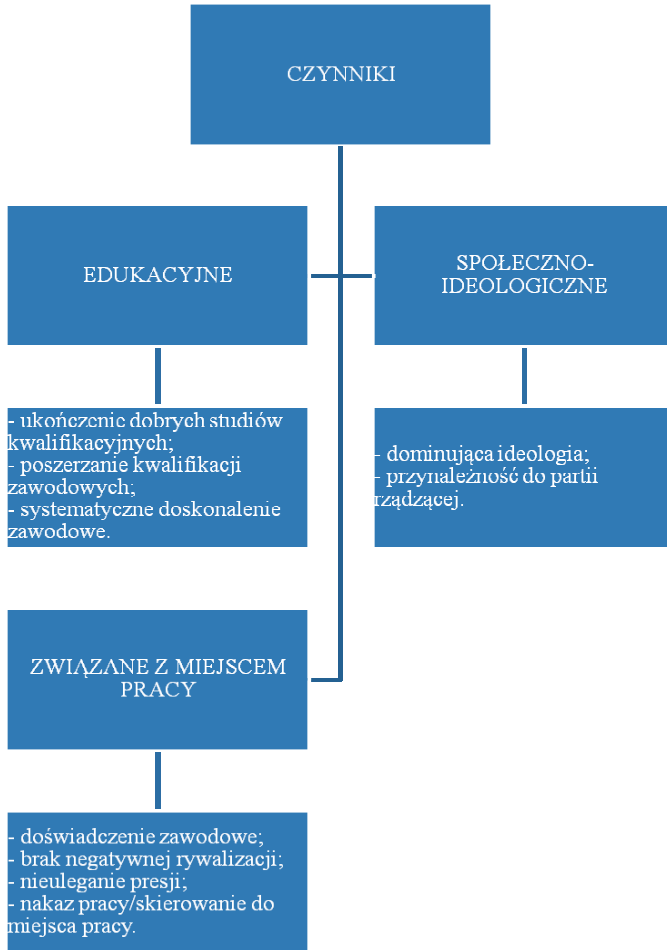 CZYNNIKI
EDUKACYJNE
SPOŁECZNO-
IDEOLOGICZNE
- ukończenie dobrych studiów
kwalifikacyjnych;
- poszerzanie kwalifikacji
zawodowych;
- systematyczne doskonalenie
zawodowe.
- dominująca ideologia;
- przynależność do partii
rządzącej.
ZWIĄZANE Z MIEJSCEM
PRACY
- doświadczenie zawodowe;
- brak negatywnej rywalizacji;
- nieuleganie presji;
- nakaz pracy/skierowanie do
miejsca pracy.